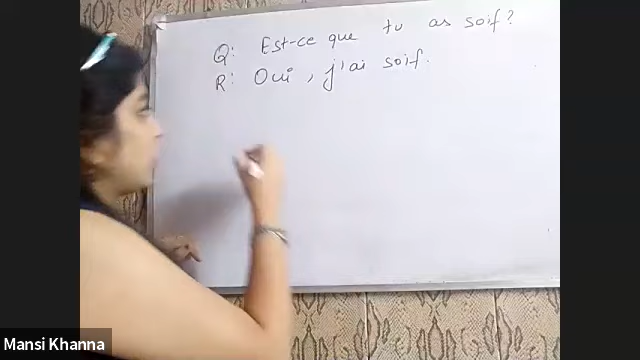 Q: Est-ce que tu as soif?
R: Oui, j'ai soif.
Mansi Khanna